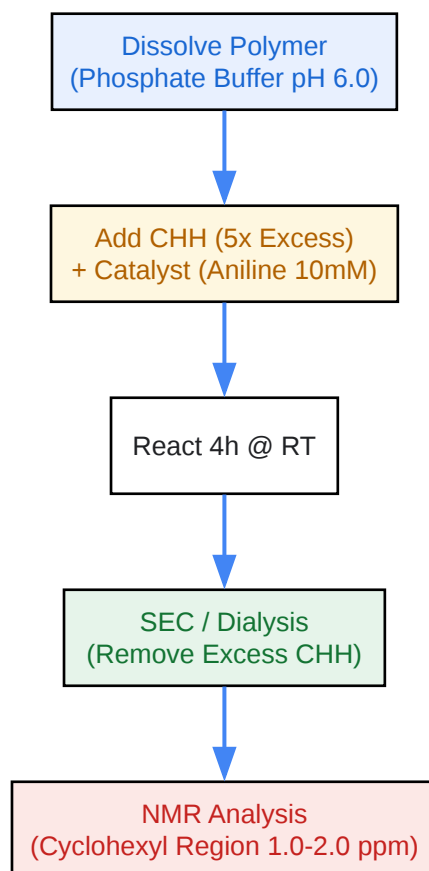 Dissolve Polymer
(Phosphate Buffer pH 6.0)
Add CHH (5x Excess)
+ Catalyst (Aniline 10mM)
React 4h @ RT
SEC / Dialysis
(Remove Excess CHH)
NMR Analysis
(Cyclohexyl Region 1.0-2.0 ppm)